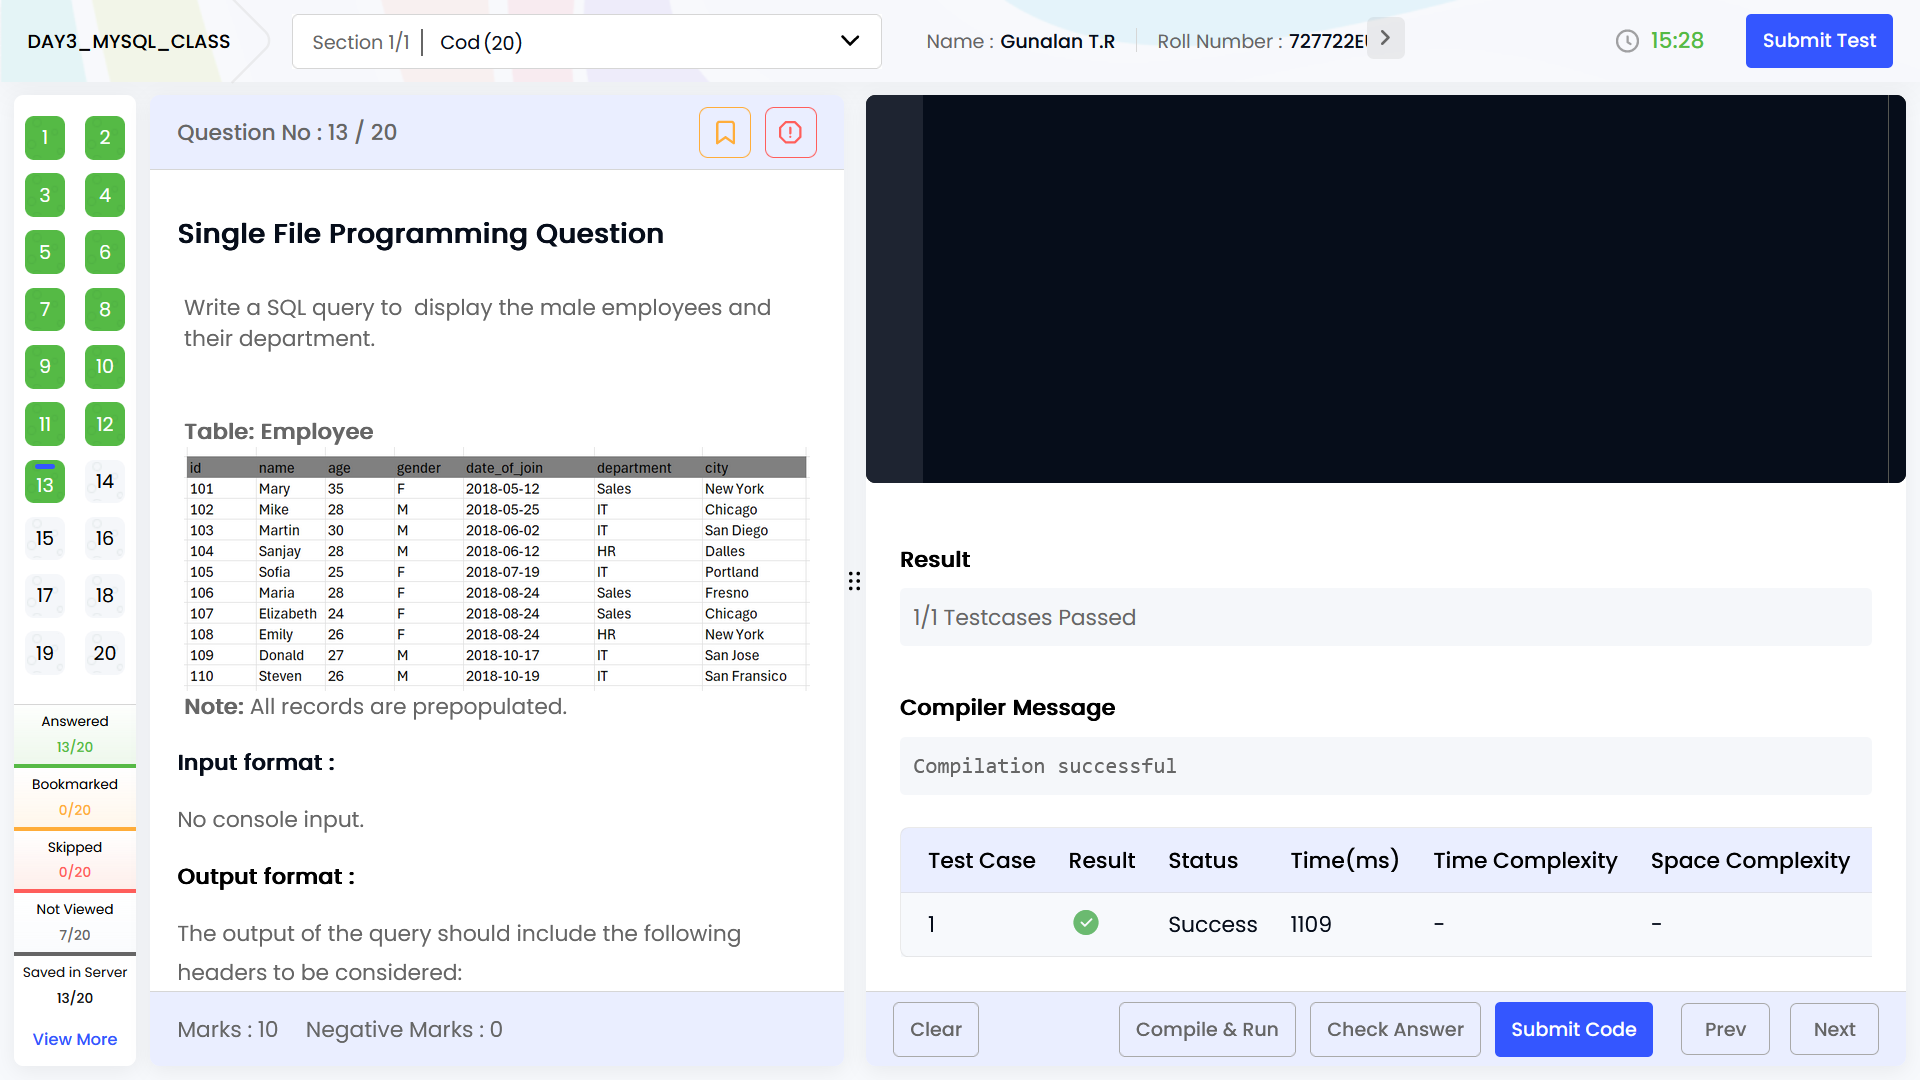 DAY3_MYSQL_CLASS
Section 1/1 | Cod (20)
Name : Gunalan T.R
Roll Number :
15:28
Submit Test
1 2
3 4
5 6
7 8
9 10
11 12
13 14
15 16
17 18
19 20
Answered
13/20
Bookmarked
0/20
Skipped
0/20
Not Viewed
7/20
Saved in Server
13/20
View More
Question No : 13 / 20
Single File Programming Question
Write a SQL query to display the male employees and
their department.
Table: Employee
id name age gender date_of_join department city
101 Mary 35 F 2018-05-12 Sales New York
102 Mike 28 M 2018-05-25 IT Chicago
103 Martin 30 M 2018-06-02 IT San Diego
104 Sanjay 28 M 2018-06-12 HR Dalles
105 Sofia 25 F 2018-07-19 IT Portland
106 Maria 28 F 2018-08-24 Sales Fresno
107 Elizabeth 24 F 2018-08-24 Sales Chicago
108 Emily 26 F 2018-08-24 HR New York
109 Donald 27 M 2018-10-17 IT San Jose
110 Steven 26 M 2018-10-19 IT San Fransico
Note: All records are prepopulated.
Input format :
No console input.
Output format :
The output of the query should include the following
headers to be considered:
Marks : 10 Negative Marks : 0
Result
1/1 Testcases Passed
Compiler Message
Compilation successful
Test Case Result Status Time(ms) Time Complexity Space Complexity
1 Success 1109 - -
Clear Compile & Run Check Answer Submit Code Prev Next